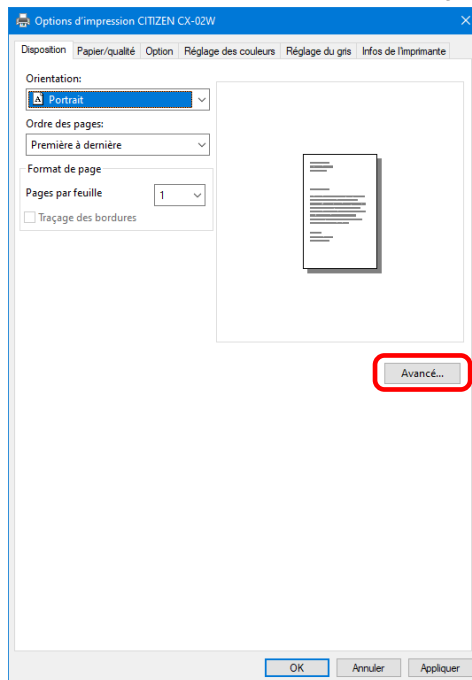 Options d'impression CITIZEN CX-02W
Disposition Papier/qualité Option Réglage des couleurs Réglage du gris Infos de l'imprimante
Orientation:
Portrait
Ordre des pages:
Première à dernière
Format de page
Pages par feuille 1
Traçage des bordures
Avancé...
OK Annuler Appliquer